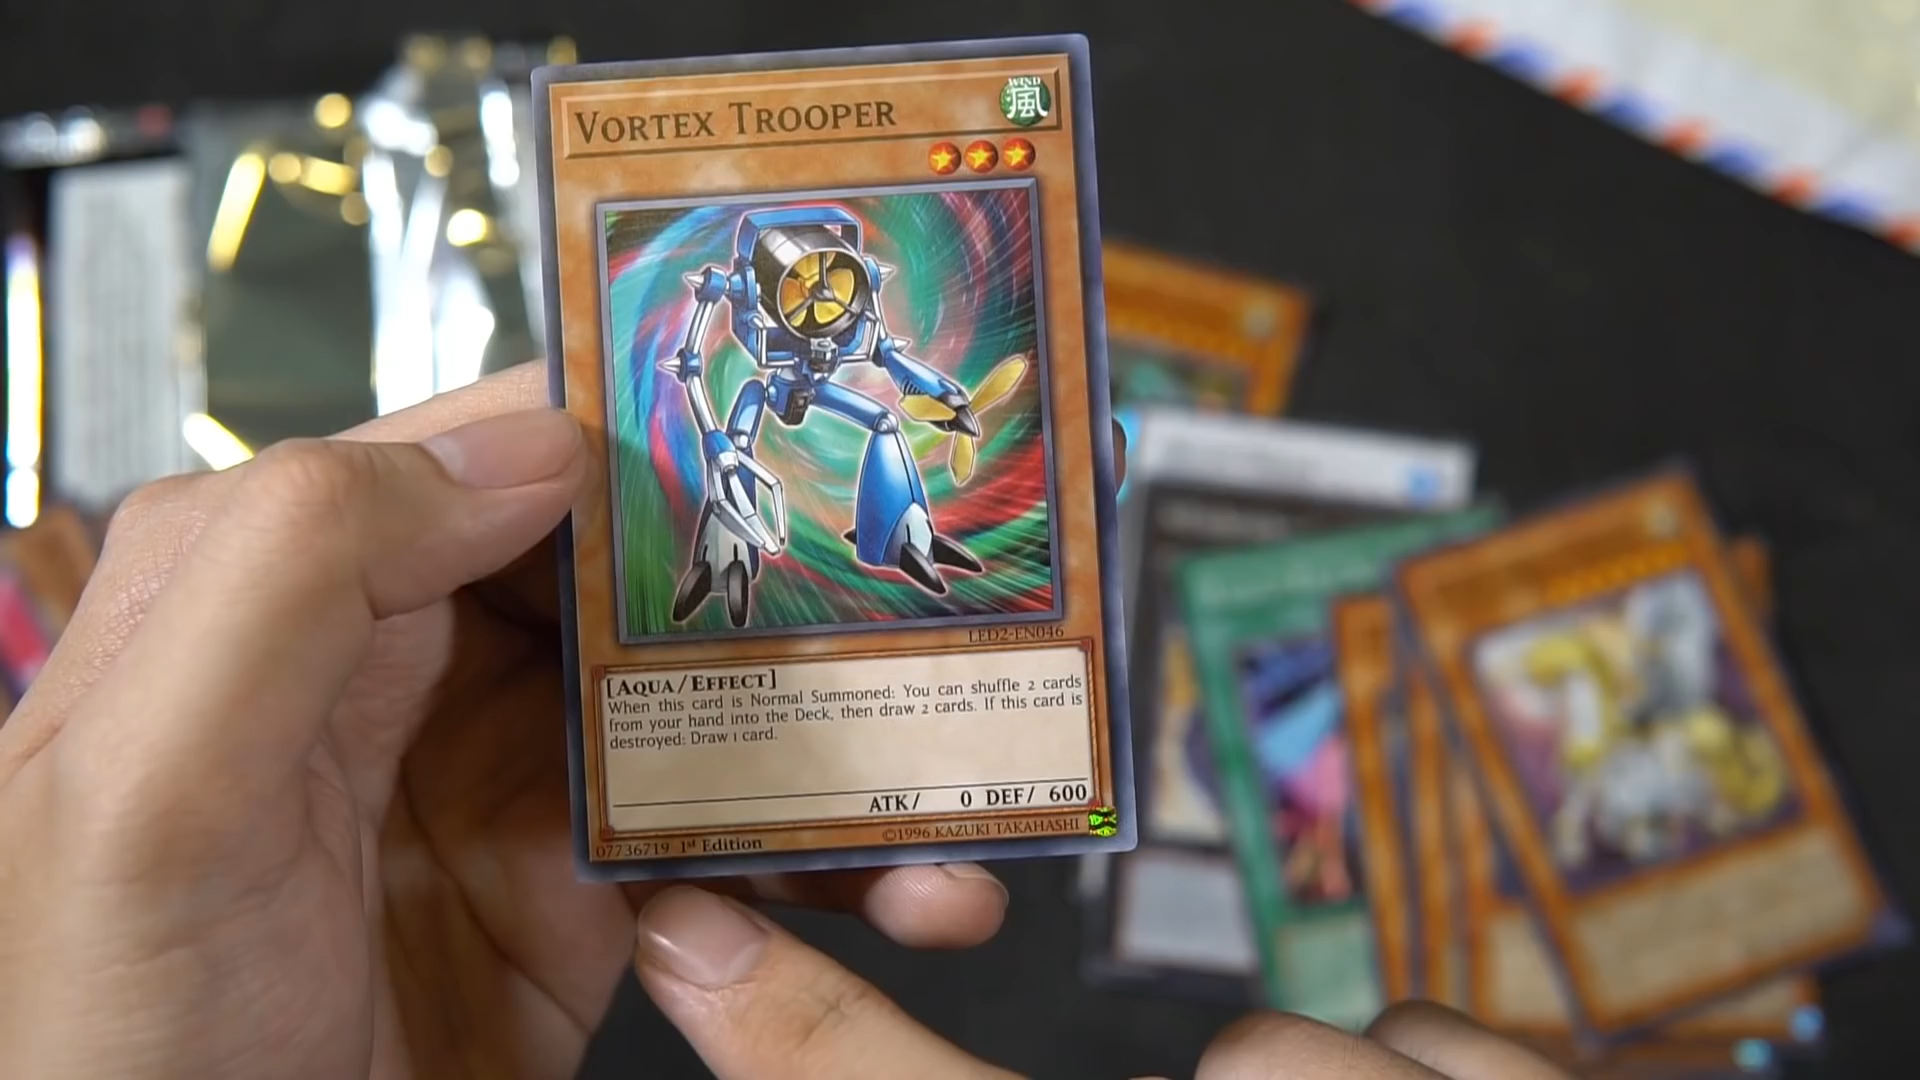 VORTEX TROOPER
WIND
風
LED2-EN046
[AQUA/EFFECT]
When this card is Normal Summoned: You can shuffle 2 cards
from your hand into the Deck, then draw 2 cards. If this card is
destroyed: Draw 1 card.
ATK/ 0 DEF/ 600
07736719 1st Edition
©1996 KAZUKI TAKAHASHI